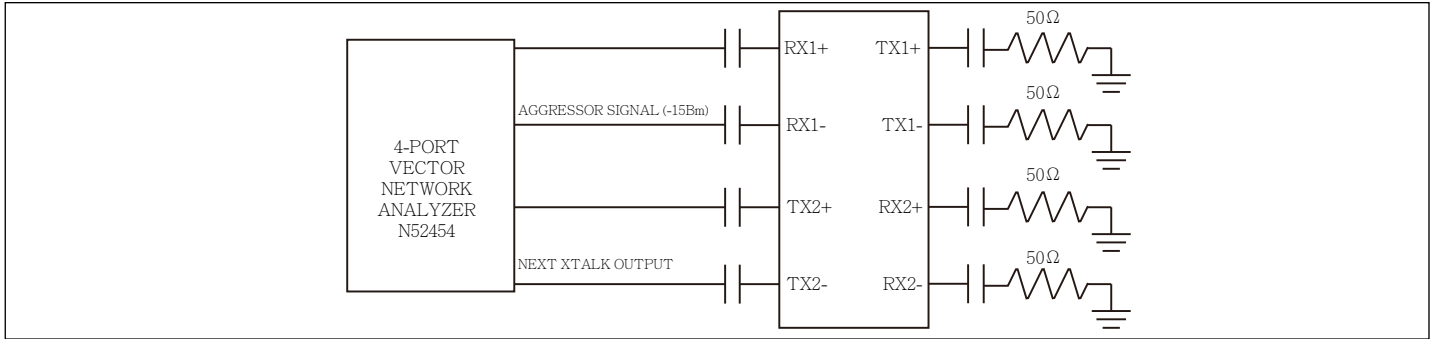 50Ω
RX1+ TX1+
50Ω
AGGRESSOR SIGNAL (-15Bm)
RX1- TX1-
4-PORT
VECTOR
NETWORK
ANALYZER
N52454
50Ω
TX2+ RX2+
50Ω
NEXT XTALK OUTPUT
TX2- RX2-